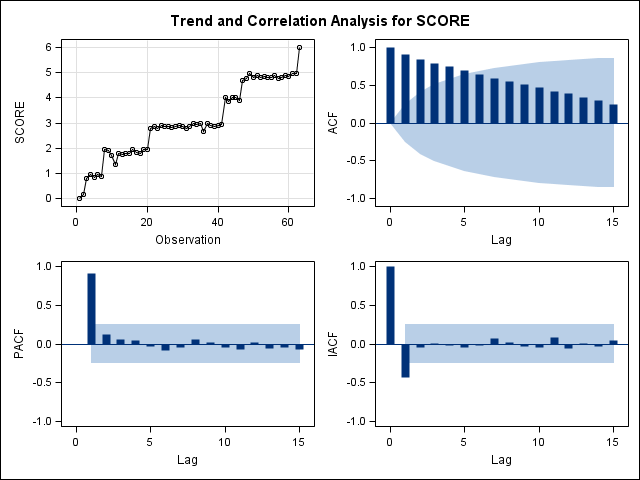 Trend and Correlation Analysis for SCORE
SCORE
6
5
4
3
2
1
0
0 20 40 60
Observation
ACF
1.0
0.5
0.0
-0.5
-1.0
0 5 10 15
Lag
PACF
1.0
0.5
0.0
-0.5
-1.0
0 5 10 15
Lag
IACF
1.0
0.5
0.0
-0.5
-1.0
0 5 10 15
Lag